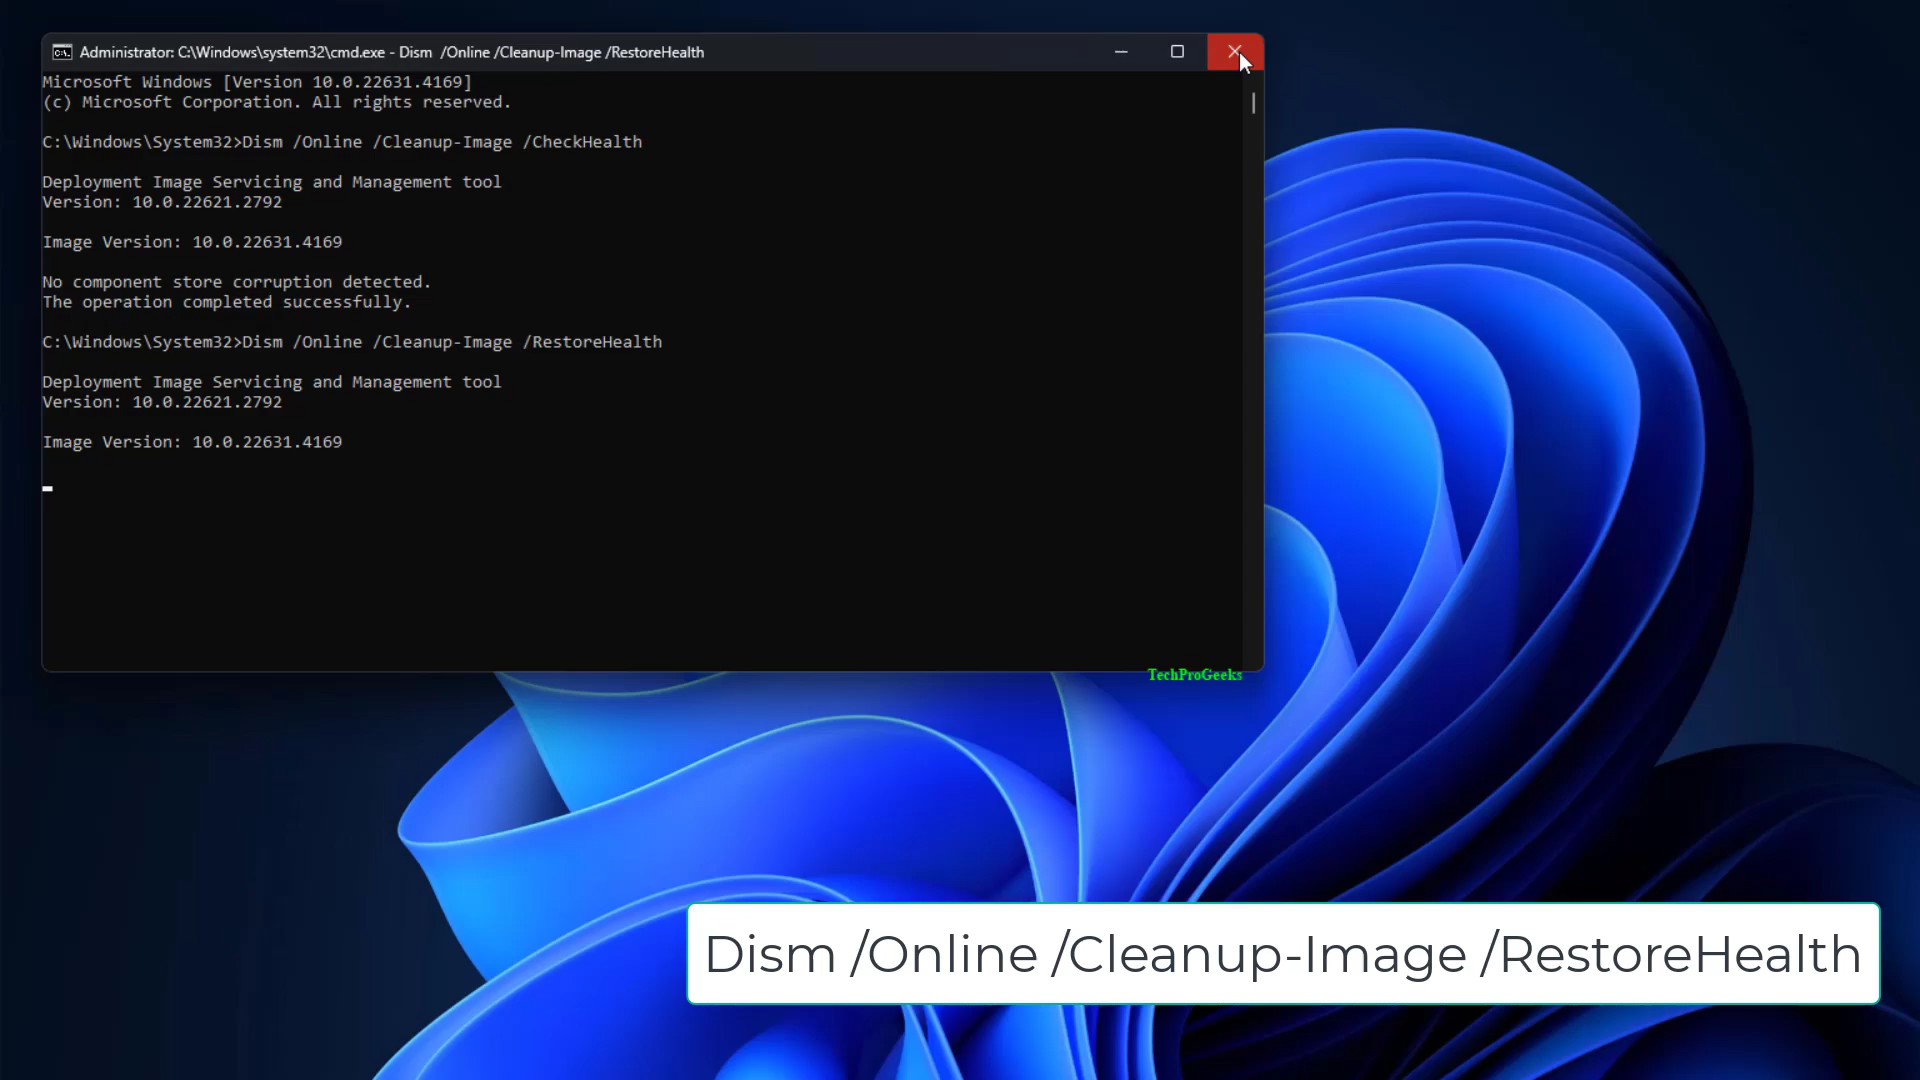 Administrator: C:\Windows\system32\cmd.exe - Dism /Online /Cleanup-Image /RestoreHealth
Microsoft Windows [Version 10.0.22631.4169]
(c) Microsoft Corporation. All rights reserved.
C:\Windows\System32>Dism /Online /Cleanup-Image /CheckHealth
Deployment Image Servicing and Management tool
Version: 10.0.22621.2792
Image Version: 10.0.22631.4169
No component store corruption detected.
The operation completed successfully.
C:\Windows\System32>Dism /Online /Cleanup-Image /RestoreHealth
Deployment Image Servicing and Management tool
Version: 10.0.22621.2792
Image Version: 10.0.22631.4169
TechProGeeks
Dism /Online /Cleanup-Image /RestoreHealth